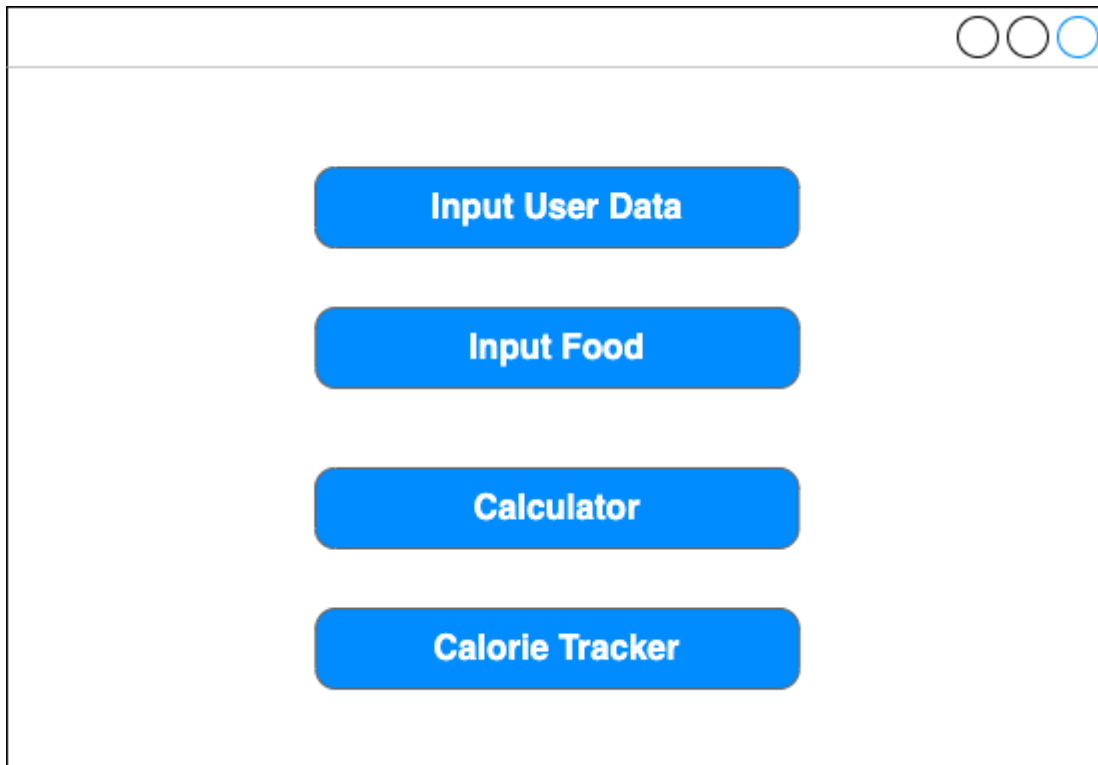 Input User Data
Input Food
Calculator
Calorie Tracker